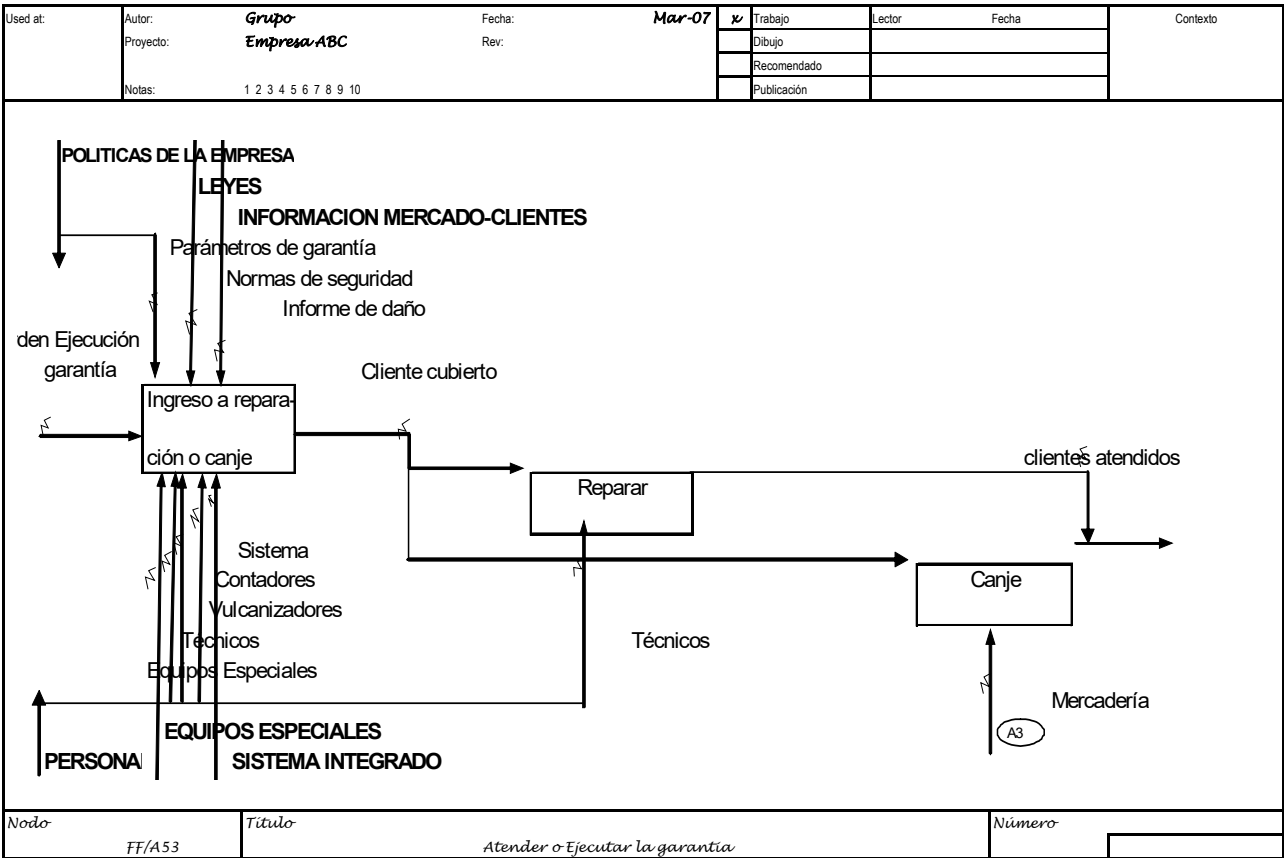 Used at:
Autor: Grupo Fecha: Mar-07 x Trabajo Lector Fecha Contexto
Proyecto: Empresa ABC Rev: Dibujo
Recomendado
Notas: 1 2 3 4 5 6 7 8 9 10 Publicación
POLITICAS DE LA EMPRESA
LEYES
INFORMACION MERCADO-CLIENTES
Parámetros de garantía
Normas de seguridad
Informe de daño
den Ejecución
garantía
Cliente cubierto
Ingreso a repara-
ción o canje
clientes atendidos
Reparar
Sistema
Contadores
Vulcanizadores
Técnicos
Equipos Especiales
Técnicos
Canje
Mercadería
A3
EQUIPOS ESPECIALES
PERSONA
SISTEMA INTEGRADO
Nodo Título Número
FF/A53 Atender o Ejecutar la garantía